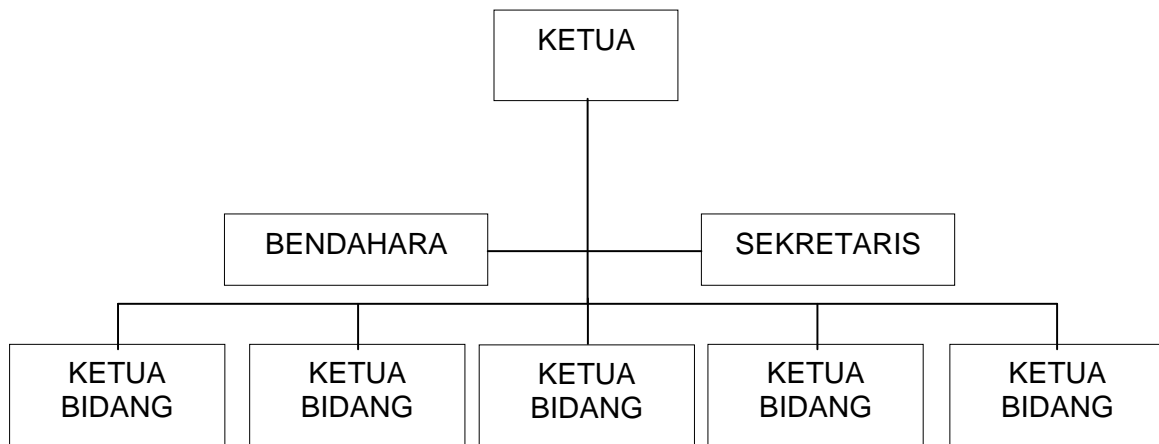 KETUA
BENDAHARA
SEKRETARIS
KETUA
BIDANG
KETUA
BIDANG
KETUA
BIDANG
KETUA
BIDANG
KETUA
BIDANG